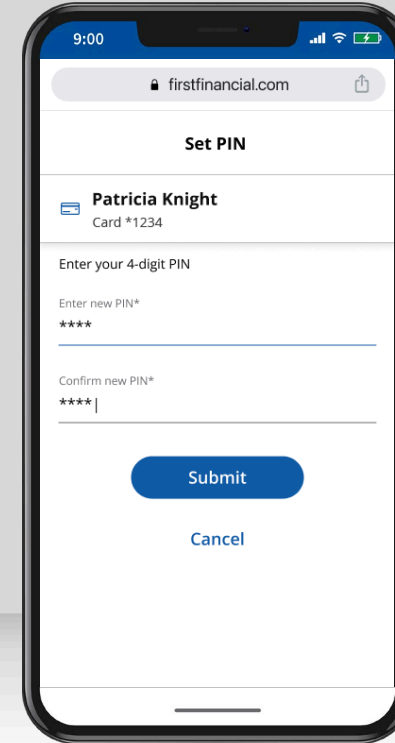 9:00
firstfinancial.com
Set PIN
Patricia Knight
Card *1234
Enter your 4-digit PIN
Enter new PIN*
****
Confirm new PIN*
****|
Submit
Cancel